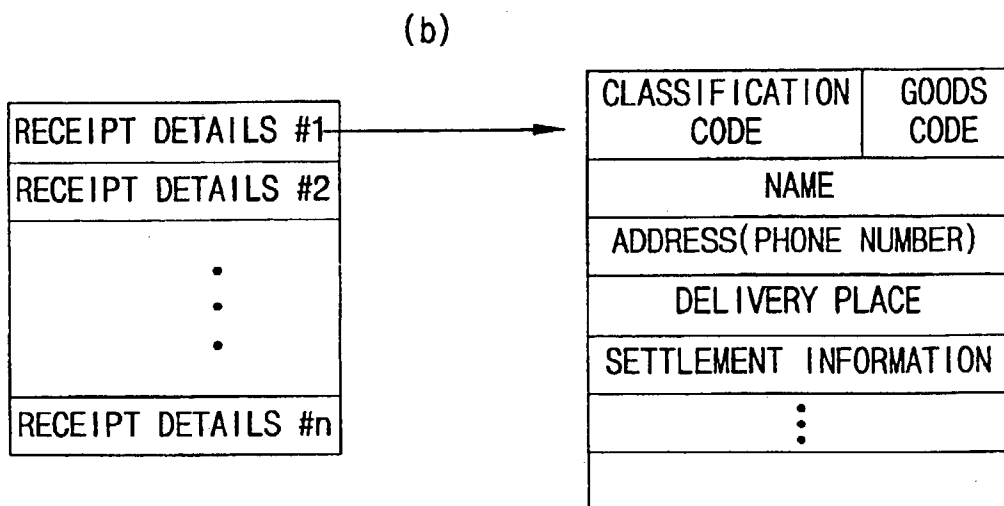 (b)
RECEIPT DETAILS #1
RECEIPT DETAILS #2
RECEIPT DETAILS #n
CLASSIFICATION
CODE
GOODS
CODE
NAME
ADDRESS(PHONE NUMBER)
DELIVERY PLACE
SETTLEMENT INFORMATION